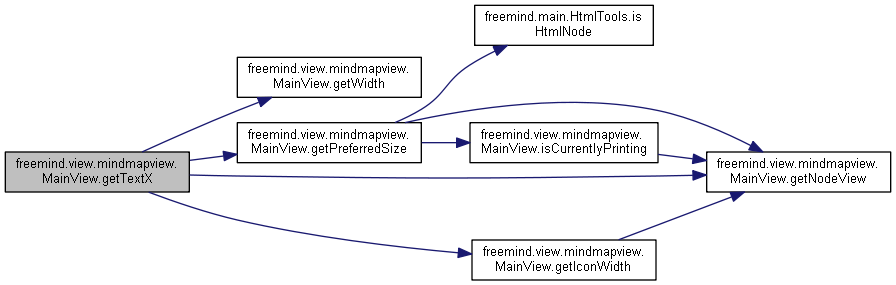 freemind.main.HtmlTools.is
HtmlNode
freemind.view.mindmapview.
MainView.getWidth
freemind.view.mindmapview.
MainView.getPreferredSize
freemind.view.mindmapview.
MainView.isCurrentlyPrinting
freemind.view.mindmapview.
MainView.getTextX
freemind.view.mindmapview.
MainView.getNodeView
freemind.view.mindmapview.
MainView.getIconWidth